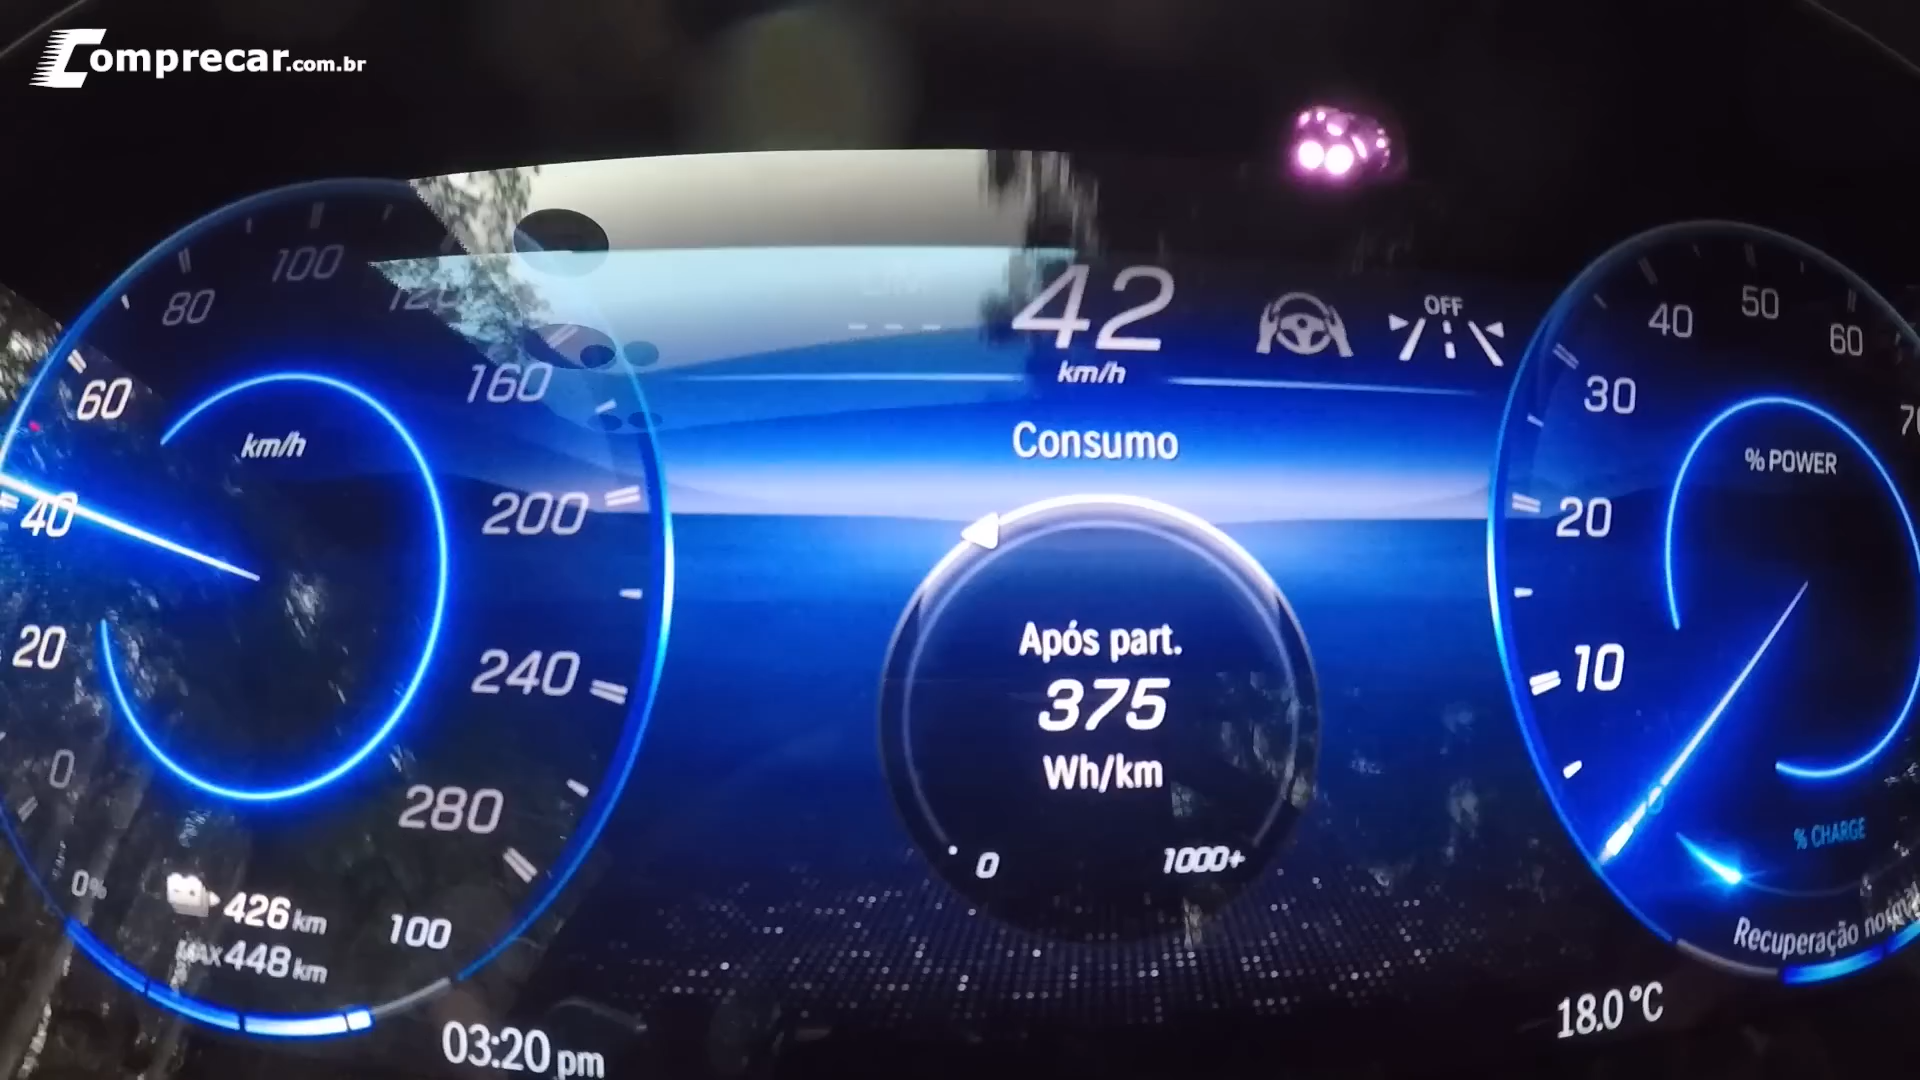 Comprecar.com.br
100
80
120
60
160
km/h
40
200
20
240
0
280
0%
426 km
MAX 448 km
100
03:20 pm
42
km/h
OFF
Consumo
Após part.
375
Wh/km
0
1000+
50
40
60
30
70
% POWER
20
10
% CHARGE
Recuperação normal
18.0 °C